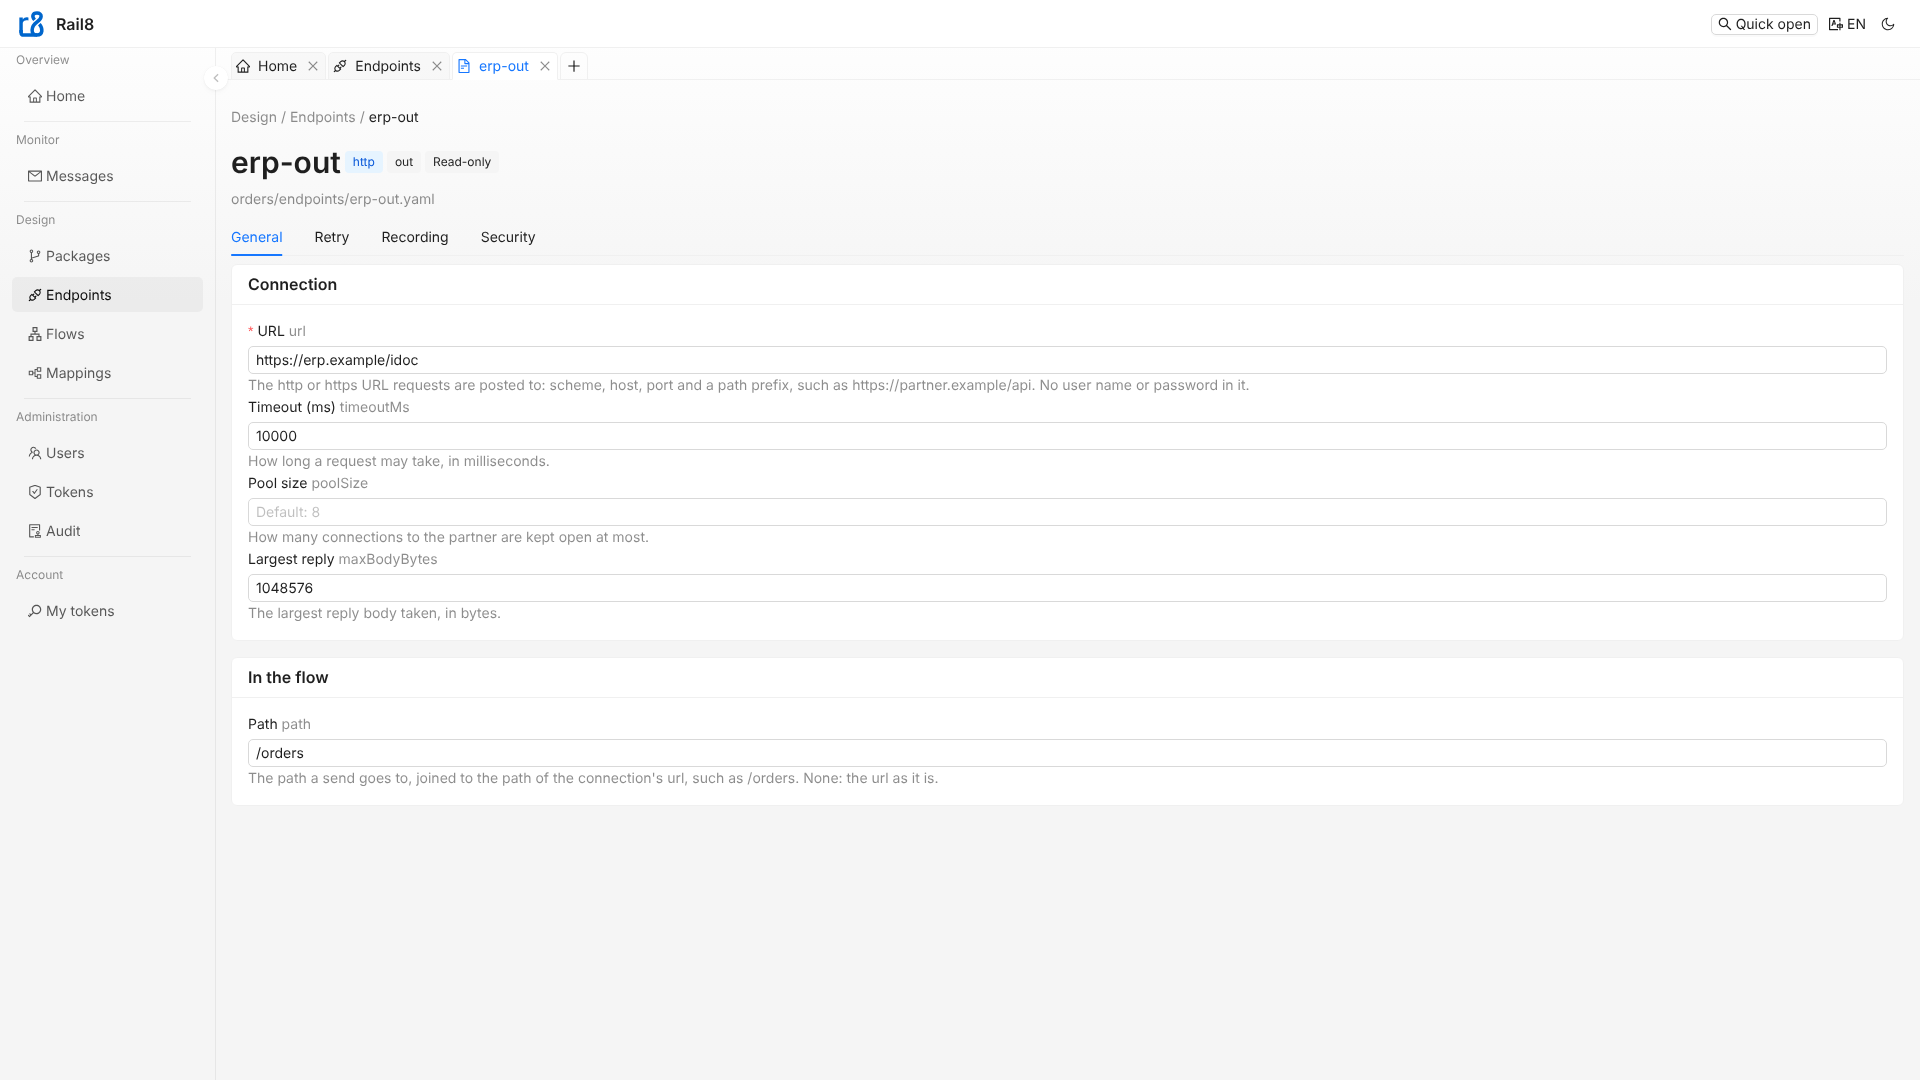 Rail8
Quick open
EN
Overview
Home
Monitor
Messages
Design
Packages
Endpoints
Flows
Mappings
Administration
Users
Tokens
Audit
Account
My tokens
Home
Endpoints
erp-out
Design / Endpoints / erp-out
erp-out http out Read-only
orders/endpoints/erp-out.yaml
General Retry Recording Security
Connection
* URL url
https://erp.example/idoc
The http or https URL requests are posted to: scheme, host, port and a path prefix, such as https://partner.example/api. No user name or password in it.
Timeout (ms) timeoutMs
10000
How long a request may take, in milliseconds.
Pool size poolSize
Default: 8
How many connections to the partner are kept open at most.
Largest reply maxBodyBytes
1048576
The largest reply body taken, in bytes.
In the flow
Path path
/orders
The path a send goes to, joined to the path of the connection's url, such as /orders. None: the url as it is.